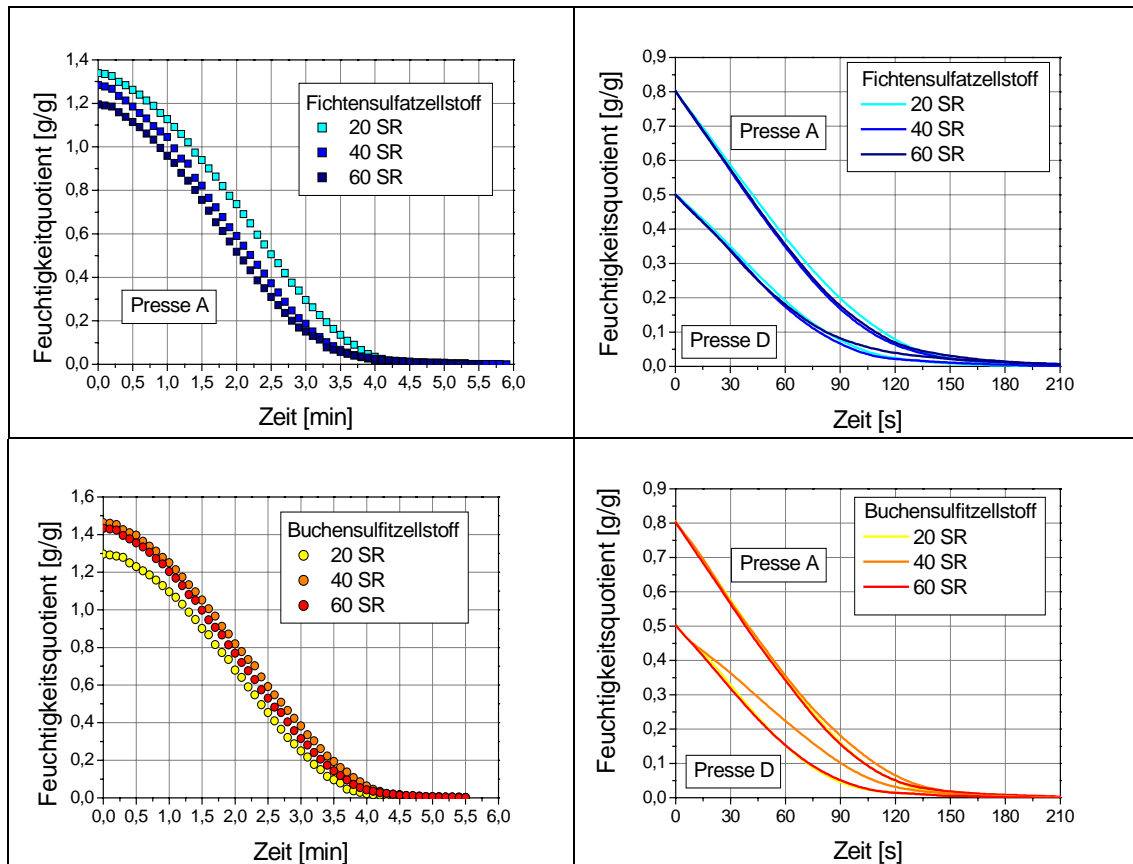 1,4
1,2
1,0
0,8
0,6
0,4
0,2
0,0
Feuchtigkeitquotient [g/g]
Fichtensulfatzellstoff
20 SR
40 SR
60 SR
Presse A
0,0 0,5 1,0 1,5 2,0 2,5 3,0 3,5 4,0 4,5 5,0 5,5 6,0
Zeit [min]
0,9
0,8
0,7
0,6
0,5
0,4
0,3
0,2
0,1
0,0
Feuchtigkeitsquotient [g/g]
Fichtensulfatzellstoff
20 SR
40 SR
60 SR
Presse A
Presse D
0 30 60 90 120 150 180 210
Zeit [s]
1,6
1,4
1,2
1,0
0,8
0,6
0,4
0,2
0,0
Feuchtigkeitsquotient [g/g]
Buchensulfitzellstoff
20 SR
40 SR
60 SR
0,0 0,5 1,0 1,5 2,0 2,5 3,0 3,5 4,0 4,5 5,0 5,5 6,0
Zeit [min]
0,9
0,8
0,7
0,6
0,5
0,4
0,3
0,2
0,1
0,0
Feuchtigkeitsquotient [g/g]
Buchensulfitzellstoff
20 SR
40 SR
60 SR
Presse A
Presse D
0 30 60 90 120 150 180 210
Zeit [s]